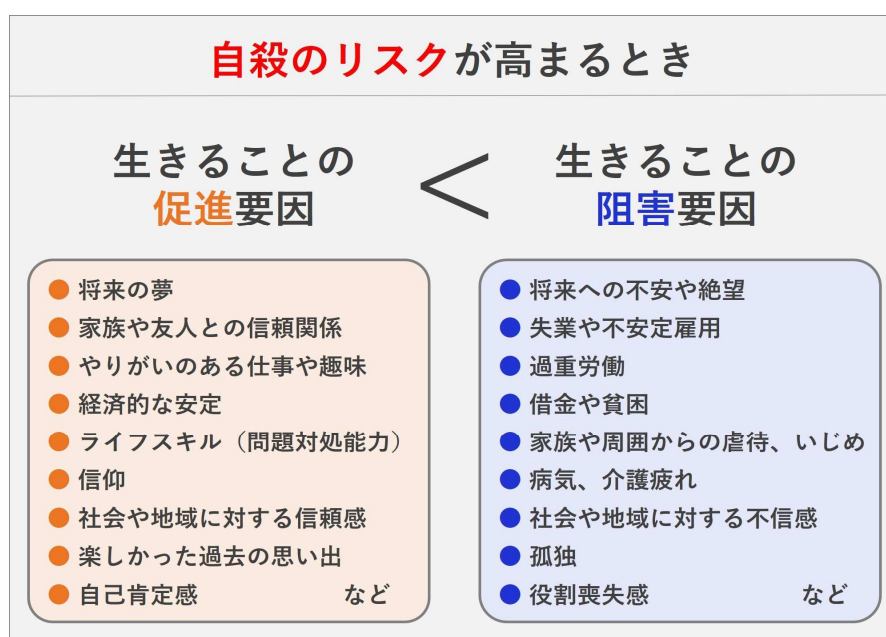 自殺のリスクが高まるとき
生きることの
促進要因
<
生きることの
阻害要因
● 将来の夢
● 家族や友人との信頼関係
● やりがいのある仕事や趣味
● 経済的な安定
● ライフスキル（問題対処能力）
● 信仰
● 社会や地域に対する信頼感
● 楽しかった過去の思い出
● 自己肯定感 など
● 将来への不安や絶望
● 失業や不安定雇用
● 過重労働
● 借金や貧困
● 家族や周囲からの虐待、いじめ
● 病気、介護疲れ
● 社会や地域に対する不信感
● 孤独
● 役割喪失感 など